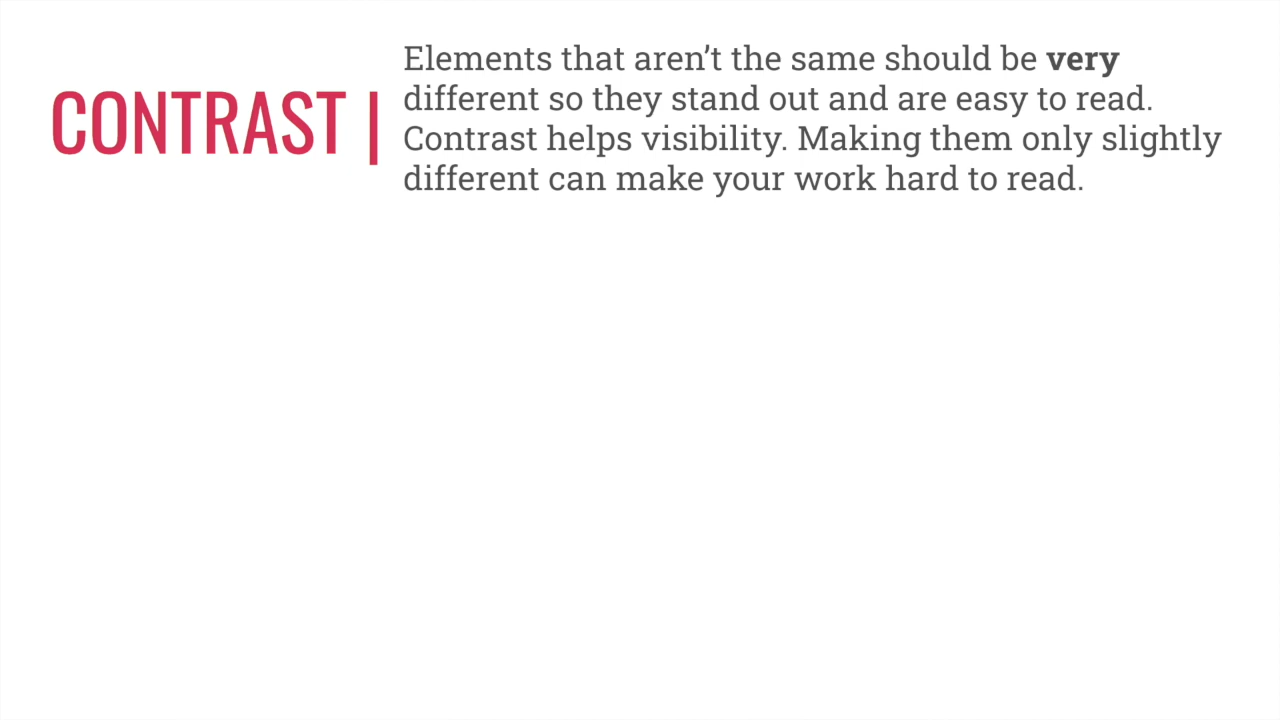 CONTRAST |
Elements that aren’t the same should be very
different so they stand out and are easy to read.
Contrast helps visibility. Making them only slightly
different can make your work hard to read.